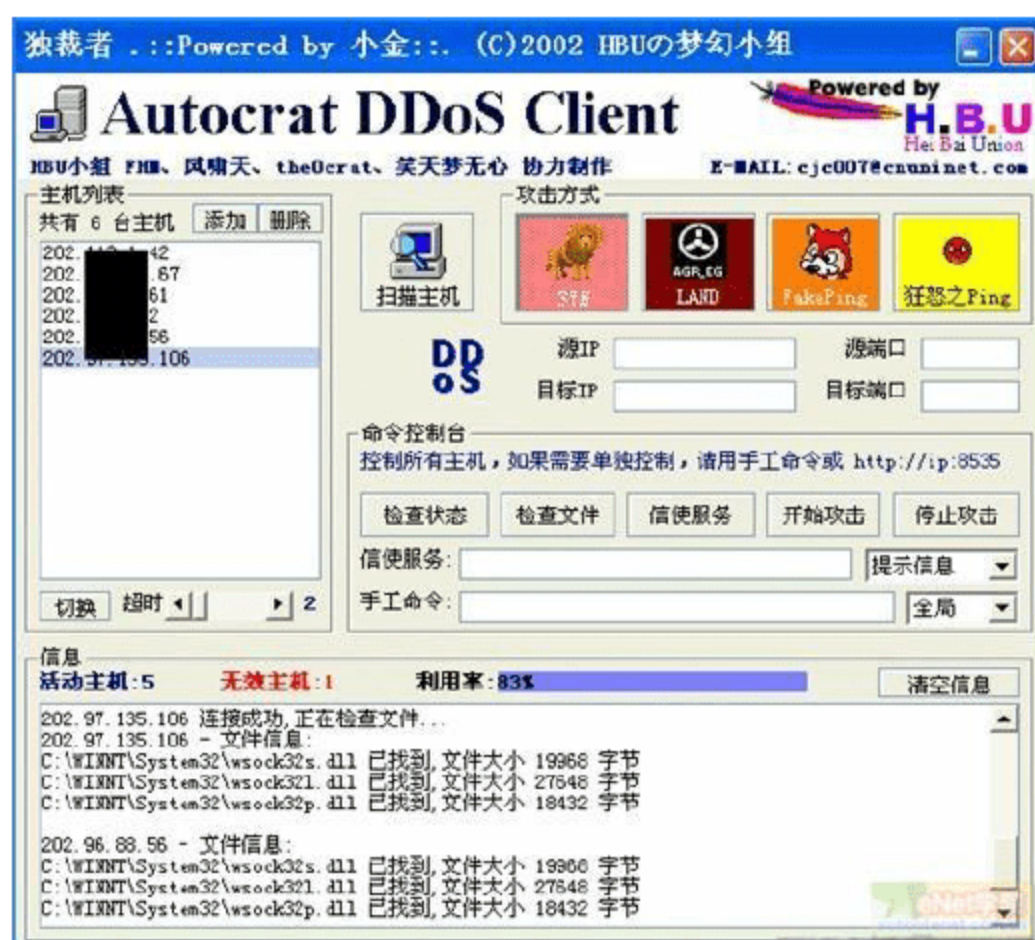 独裁者 .::Powered by 小金::. (C)2002 HBUの梦幻小组
Autocrat DDoS Client
Powered by
H.B.U
Hei Bai Union
HBU小组 FHM、风啸天、the0crat、笑天梦无心 协力制作
E-MAIL:cjc007@cnuninet.com
主机列表
共有 6 台主机
添加
删除
202. 42
202. .67
202. 61
202. 2
202. 56
202. 97. 135. 106
切换
超时
2
扫描主机
攻击方式
SYN
AGR_EG
LAND
FakePing
狂怒之Ping
DD
oS
源IP
源端口
目标IP
目标端口
命令控制台
控制所有主机,如果需要单独控制,请用手工命令或 http://ip:8535
检查状态
检查文件
信使服务
开始攻击
停止攻击
信使服务:
提示信息
手工命令:
全局
信息
活动主机:5
无效主机:1
利用率:83%
清空信息
202.97.135.106 连接成功,正在检查文件...
202.97.135.106 - 文件信息:
C:\WINNT\System32\wsock32s.dll 已找到,文件大小 19968 字节
C:\WINNT\System32\wsock32l.dll 已找到,文件大小 27648 字节
C:\WINNT\System32\wsock32p.dll 已找到,文件大小 18432 字节
202.96.88.56 - 文件信息:
C:\WINNT\System32\wsock32s.dll 已找到,文件大小 19968 字节
C:\WINNT\System32\wsock32l.dll 已找到,文件大小 27648 字节
C:\WINNT\System32\wsock32p.dll 已找到,文件大小 18432 字节